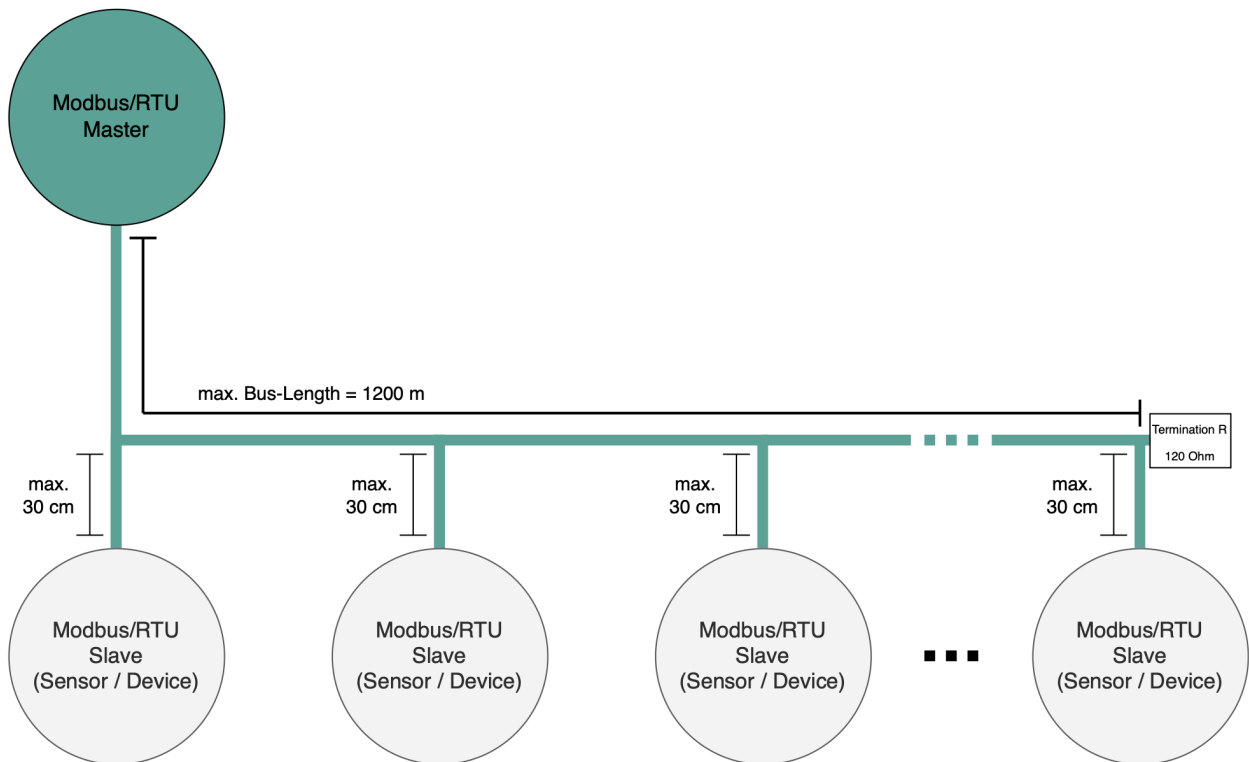 Modbus/RTU
Master
max. Bus-Length = 1200 m
Termination R
120 Ohm
max.
30 cm
max.
30 cm
max.
30 cm
max.
30 cm
Modbus/RTU
Slave
(Sensor / Device)
Modbus/RTU
Slave
(Sensor / Device)
Modbus/RTU
Slave
(Sensor / Device)
Modbus/RTU
Slave
(Sensor / Device)